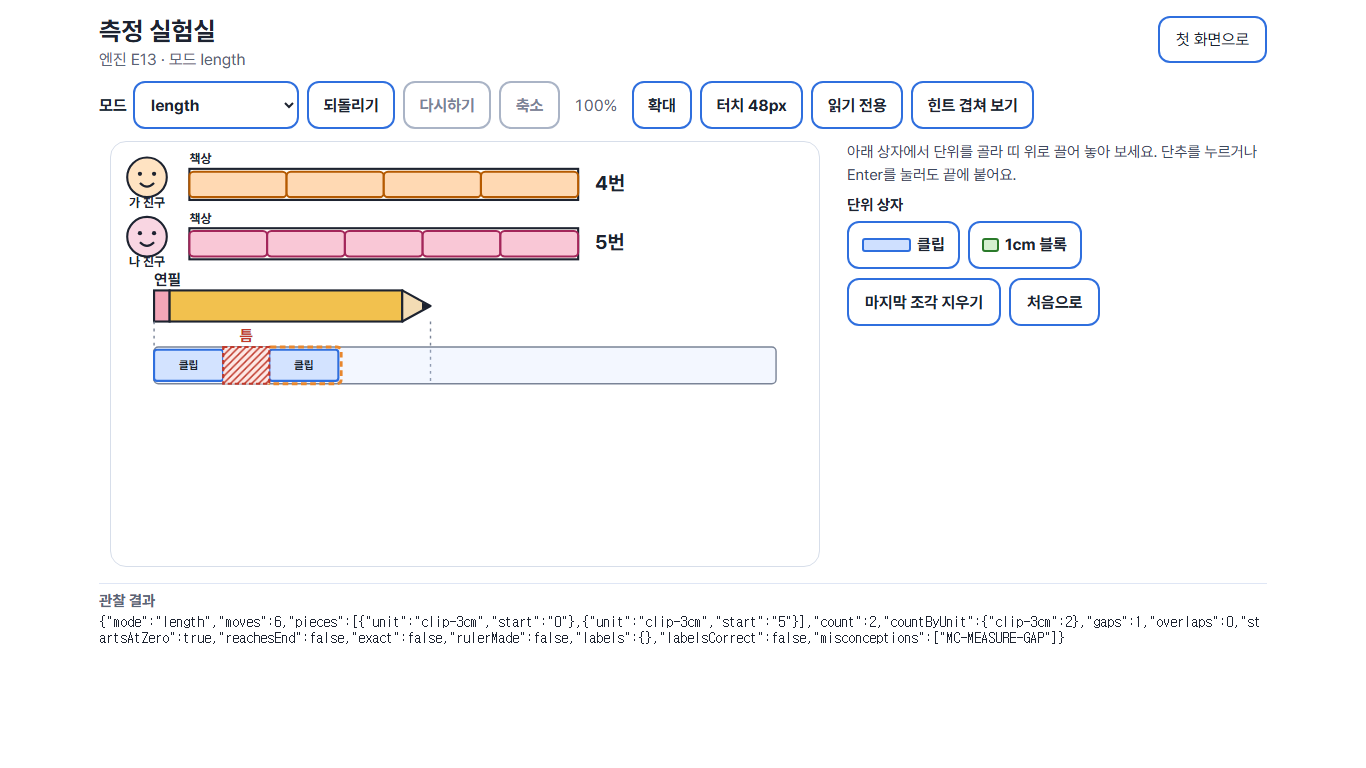 측정 실험실
엔진 E13 · 모드 length
첫 화면으로
모드 length 되돌리기 다시하기 축소 100% 확대 터치 48px 읽기 전용 힌트 겹쳐 보기
책상
가 친구
4번
책상
나 친구
5번
연필
틈
클립 클립
아래 상자에서 단위를 골라 띠 위로 끌어 놓아 보세요. 단추를 누르거나
Enter를 눌러도 끝에 붙어요.
단위 상자
클립 1cm 블록
마지막 조각 지우기 처음으로
관찰 결과
{"mode":"length","moves":6,"pieces":[{"unit":"clip-3cm","start":"0"},{"unit":"clip-3cm","start":"5"}],"count":2,"countByUnit":{"clip-3cm":2},"gaps":1,"overlaps":0,"st
artsAtZero":true,"reachesEnd":false,"exact":false,"rulerMade":false,"labels":{},"labelsCorrect":false,"misconceptions":["MC-MEASURE-GAP"]}